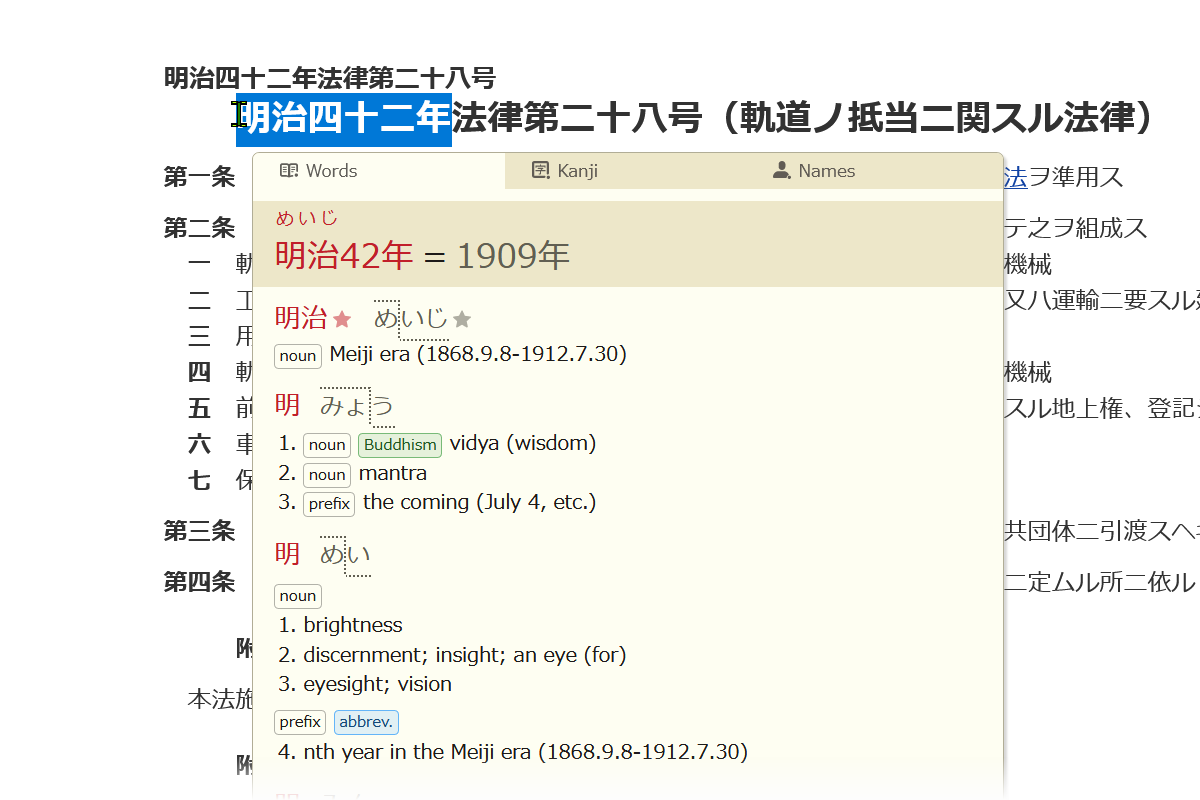 明治四十二年法律第二十八号
明治四十二年法律第二十八号（軌道ノ抵当ニ関スル法律）
第一条 法ヲ準用ス
第二条 テ之ヲ組成ス
一 軌 機械
二 工 又ハ運輸ニ要スル
三 用
四 軌 機械
五 前 スル地上権、登記
六 車
七 保
第三条 共団体ニ引渡スヘ
第四条 ニ定ムル所ニ依ル
附
本法施
附
Words Kanji Names
めいじ
明治42年 = 1909年
明治★ めいじ★
noun Meiji era (1868.9.8-1912.7.30)
明 みょう
1. noun Buddhism vidya (wisdom)
2. noun mantra
3. prefix the coming (July 4, etc.)
明 めい
noun
1. brightness
2. discernment; insight; an eye (for)
3. eyesight; vision
prefix abbrev.
4. nth year in the Meiji era (1868.9.8-1912.7.30)